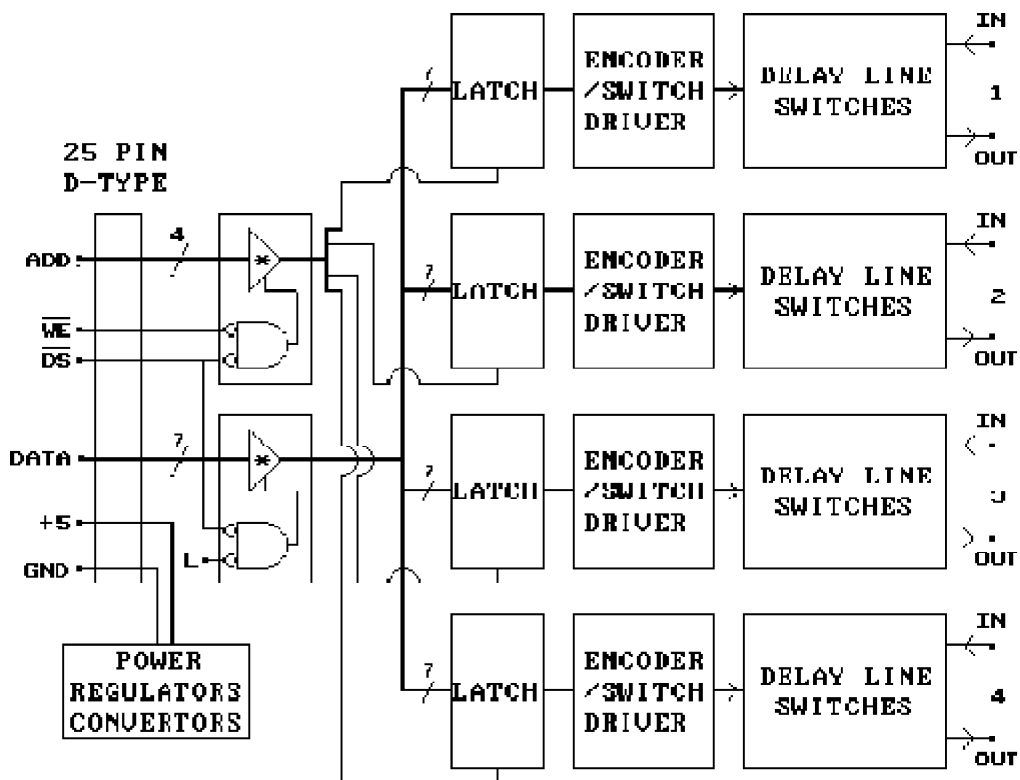 25 PIN
D-TYPE
ADD
4
WE
DS
DATA
7
+5
GND
L
*
*
POWER
REGULATORS
CONVERTORS
LATCH
ENCODER
/SWITCH
DRIVER
DELAY LINE
SWITCHES
IN
1
OUT
7
LATCH
ENCODER
/SWITCH
DRIVER
DELAY LINE
SWITCHES
IN
2
OUT
7
LATCH
ENCODER
/SWITCH
DRIVER
DELAY LINE
SWITCHES
IN
OUT
7
LATCH
ENCODER
/SWITCH
DRIVER
DELAY LINE
SWITCHES
IN
4
OUT